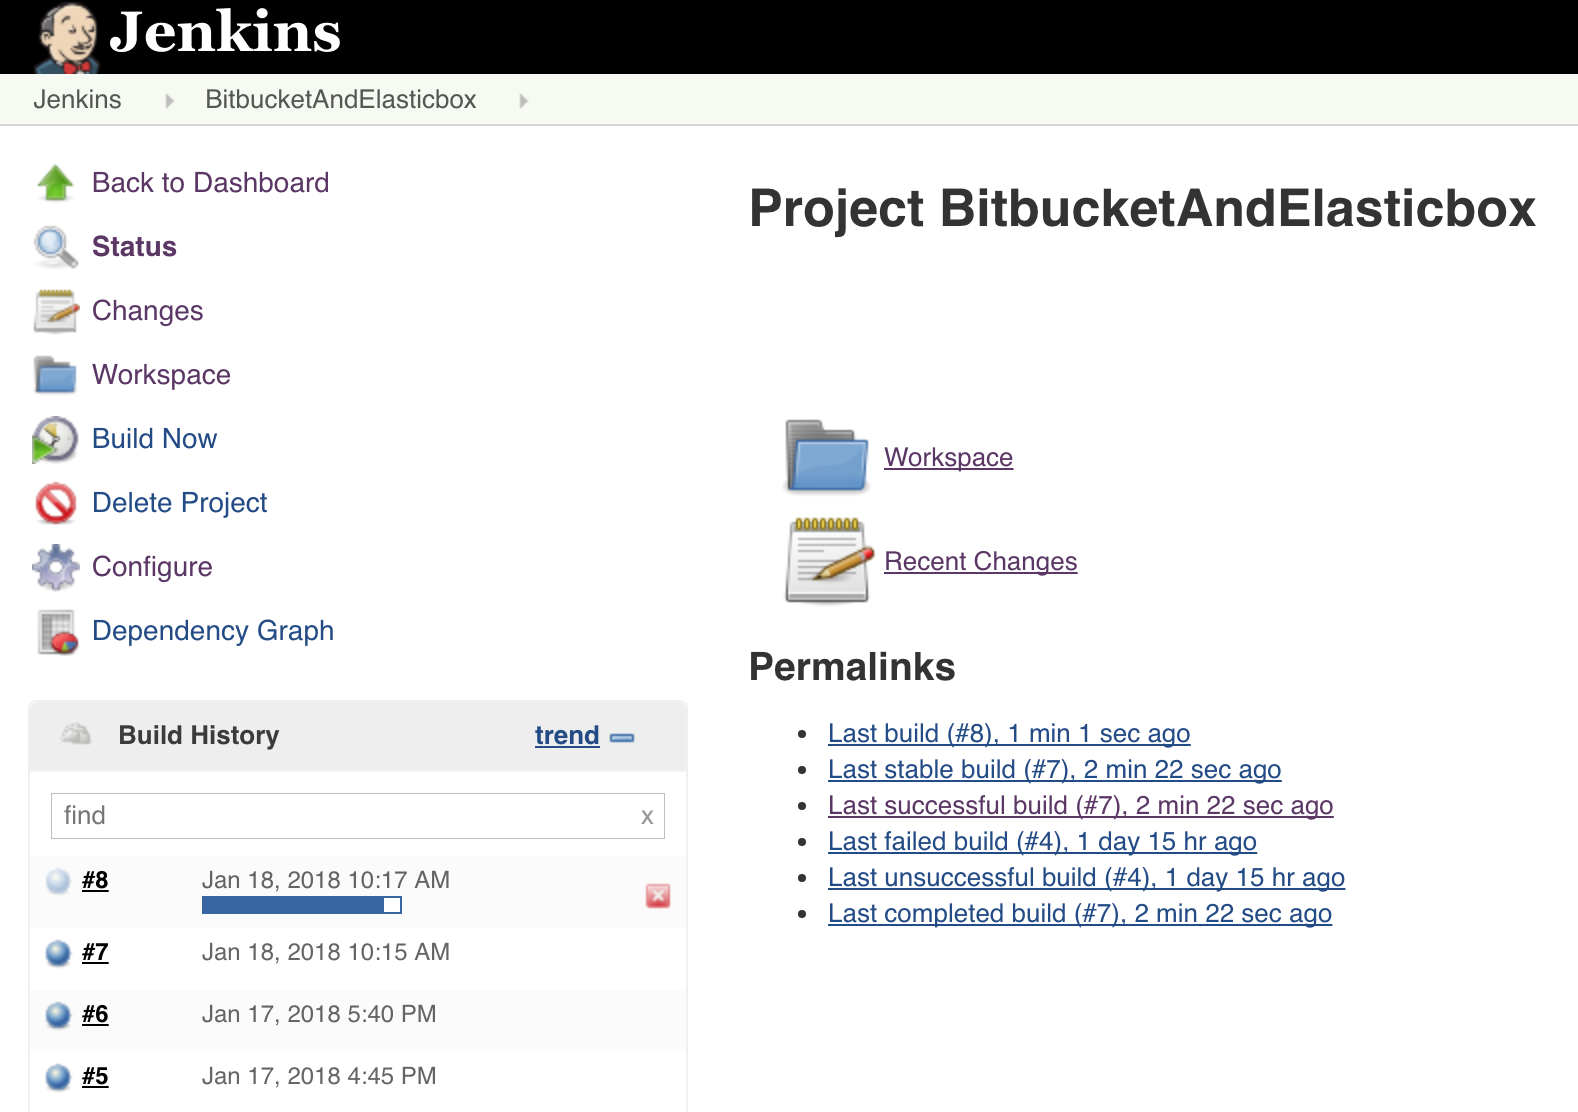 Jenkins
Jenkins BitbucketAndElasticbox
Back to Dashboard
Status
Changes
Workspace
Build Now
Delete Project
Configure
Dependency Graph
Build History trend
find x
#8 Jan 18, 2018 10:17 AM
#7 Jan 18, 2018 10:15 AM
#6 Jan 17, 2018 5:40 PM
#5 Jan 17, 2018 4:45 PM
Project BitbucketAndElasticbox
Workspace
Recent Changes
Permalinks
Last build (#8), 1 min 1 sec ago
Last stable build (#7), 2 min 22 sec ago
Last successful build (#7), 2 min 22 sec ago
Last failed build (#4), 1 day 15 hr ago
Last unsuccessful build (#4), 1 day 15 hr ago
Last completed build (#7), 2 min 22 sec ago